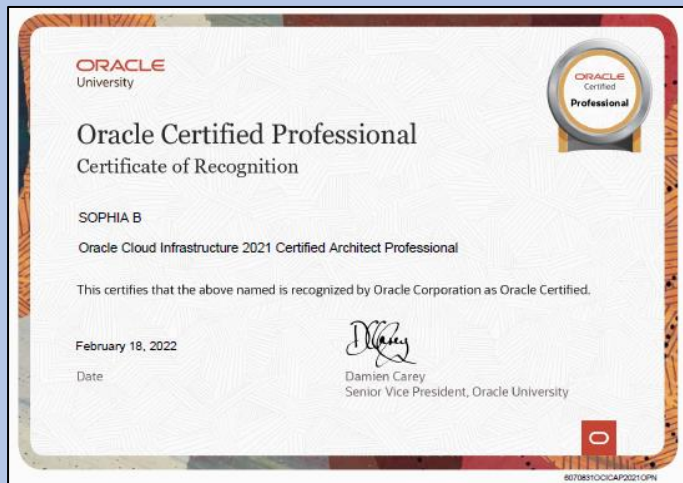 ORACLE
University
ORACLE
Certified
Professional
Oracle Certified Professional
Certificate of Recognition
SOPHIA B
Oracle Cloud Infrastructure 2021 Certified Architect Professional
This certifies that the above named is recognized by Oracle Corporation as Oracle Certified.
February 18, 2022
Date
DCarey
Damien Carey
Senior Vice President, Oracle University
6070831OCICAP2021OPN